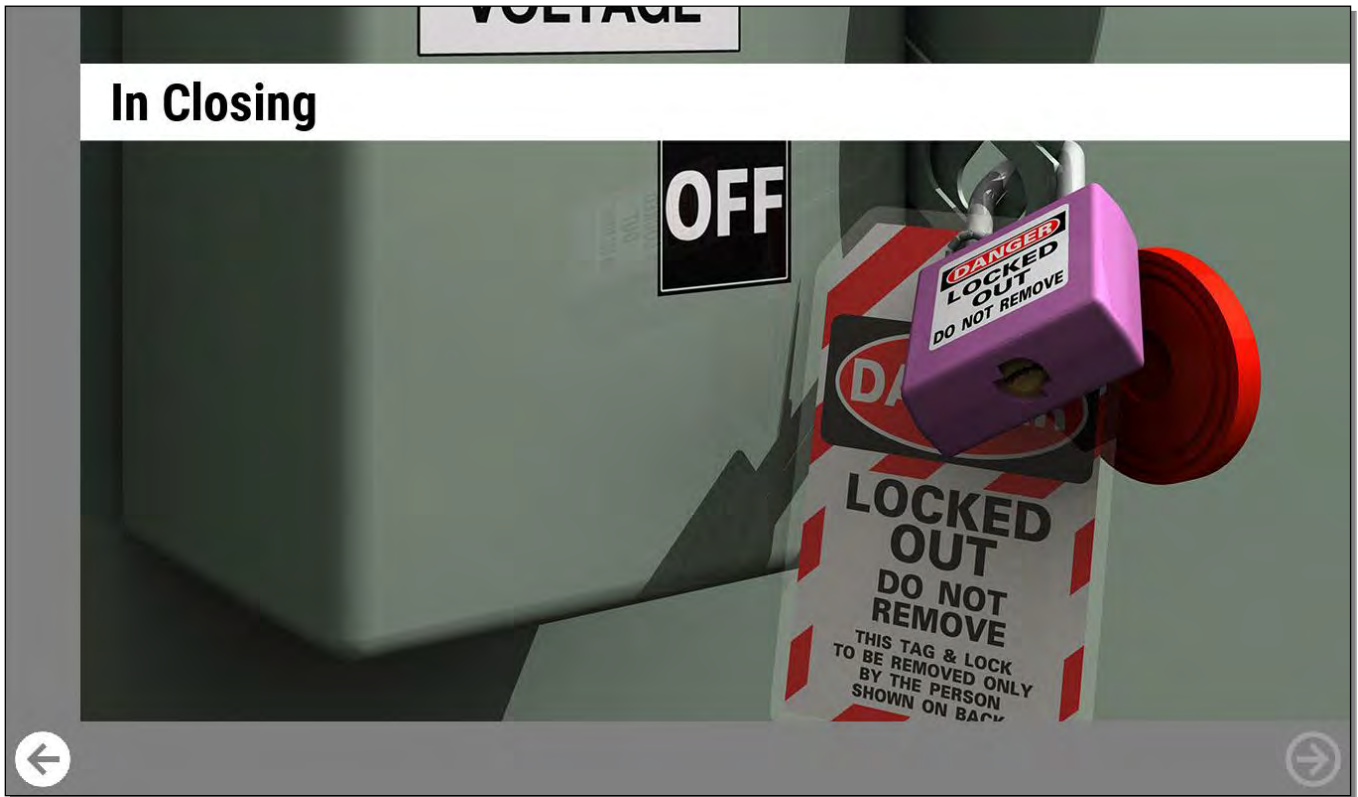 VOLTAGE
In Closing
OFF
DANGER
LOCKED
OUT
DO NOT REMOVE
LOCKED
OUT
DO NOT
REMOVE
THIS TAG & LOCK
TO BE REMOVED ONLY
BY THE PERSON
SHOWN ON BACK